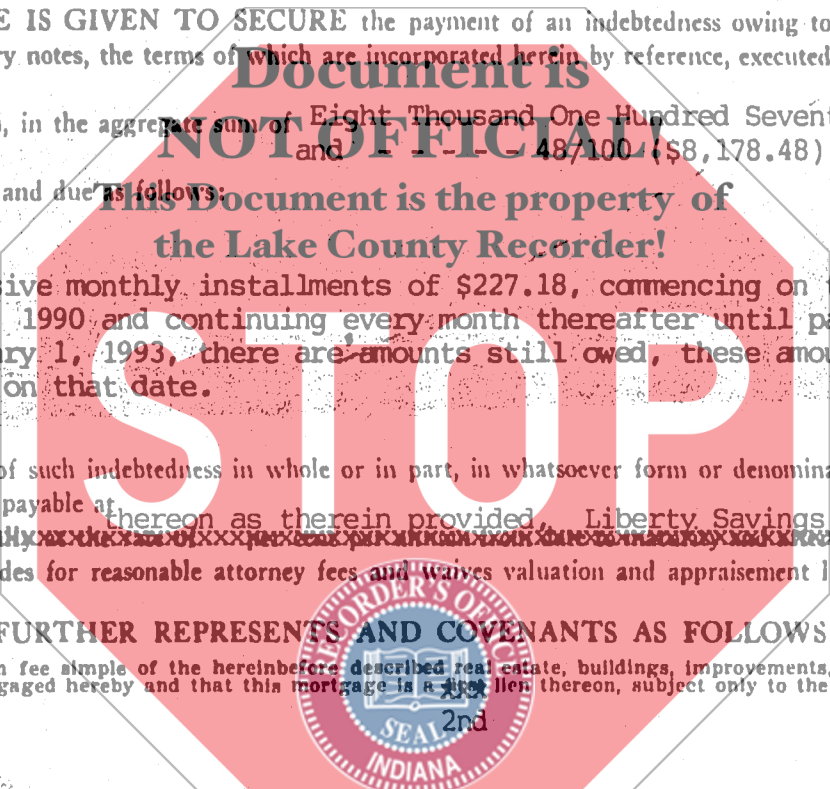 E IS GIVEN TO SECURE the payment of an indebtedness owing to
ry notes, the terms of which are incorporated herein by reference, executed
Document is
, in the aggregate sum of Eight Thousand One Hundred Sevent
NOT OFFICIAL!
and - - - - - 48/100 ($8,178.48)
and due as follows:
This Document is the property of
the Lake County Recorder!
sive monthly installments of $227.18, commencing on t
1990 and continuing every month thereafter until pa
ry 1, 1993, there are amounts still owed, these amou
on that date.
STOP
of such indebtedness in whole or in part, in whatsoever form or denomina
payable at
thereon as therein provided, Liberty Savings
des for reasonable attorney fees and waives valuation and appraisement l
FURTHER REPRESENTS AND COVENANTS AS FOLLOWS
n fee simple of the hereinbefore described real estate, buildings, improvements,
gaged hereby and that this mortgage is a first lien thereon, subject only to the
2nd
RECORDER'S OFFICE
SEAL
INDIANA